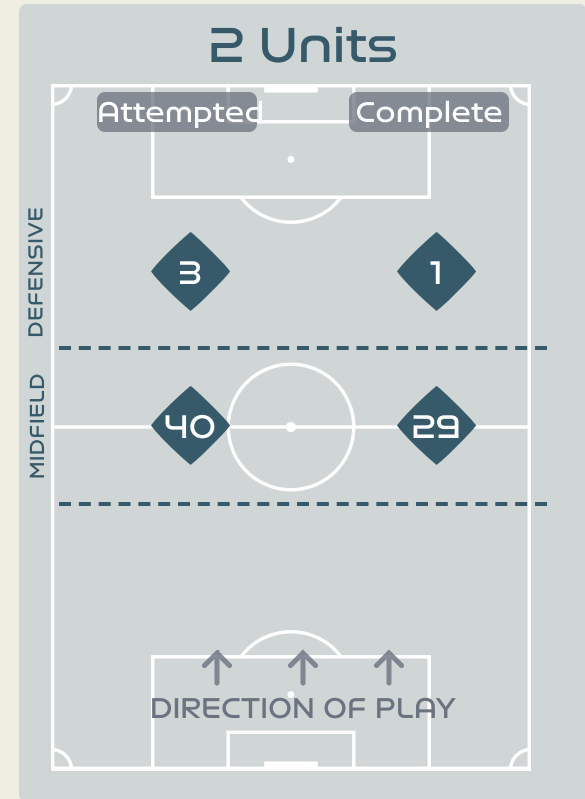 2 Units
Attempted Complete
DEFENSIVE
3 1
MIDFIELD
40 29
DIRECTION OF PLAY